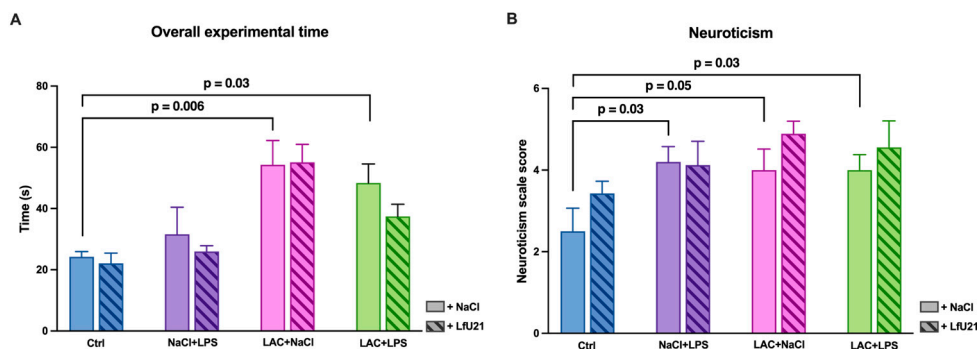 A
Overall experimental time
p = 0.03
p = 0.006
80
60
40
20
0
Time (s)
Ctrl
NaCl+LPS
LAC+NaCl
LAC+LPS
+ NaCl
+ LfU21
B
Neuroticism
p = 0.03
p = 0.05
p = 0.03
6
4
2
0
Neuroticism scale score
Ctrl
NaCl+LPS
LAC+NaCl
LAC+LPS
+ NaCl
+ LfU21